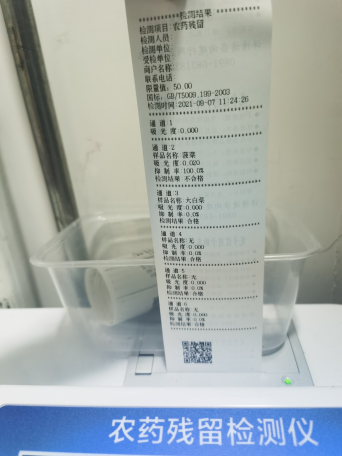 检测结果
检测项目:农药残留
检测人员:
检测单位:
受检单位:
商户名称:
联系电话:
限量值: 50.00
国标: GB/T5009.199-2003
检测时间:2021-09-07 11:24:26
通 道 1
吸 光 度:0.000
通 道:2
样品名称:菠菜
吸 光 度:0.020
抑 制 率 100.0%
检测结果 不合格
通 道:3
样品名称:大白菜
吸 光 度:0.000
抑 制 率:0.0%
检测结果 合格
通 道 4
样品名称:无
吸 光 度:0.000
抑 制 率:0.0%
检测结果 合格
通 道 5
样品名称:无
吸 光 度:0.000
抑 制 率:0.0%
检测结果:合格
通 道:6
样品名称:无
吸 光 度:0.000
抑 制 率:0.0%
检测结果:合格
农药残留检测仪